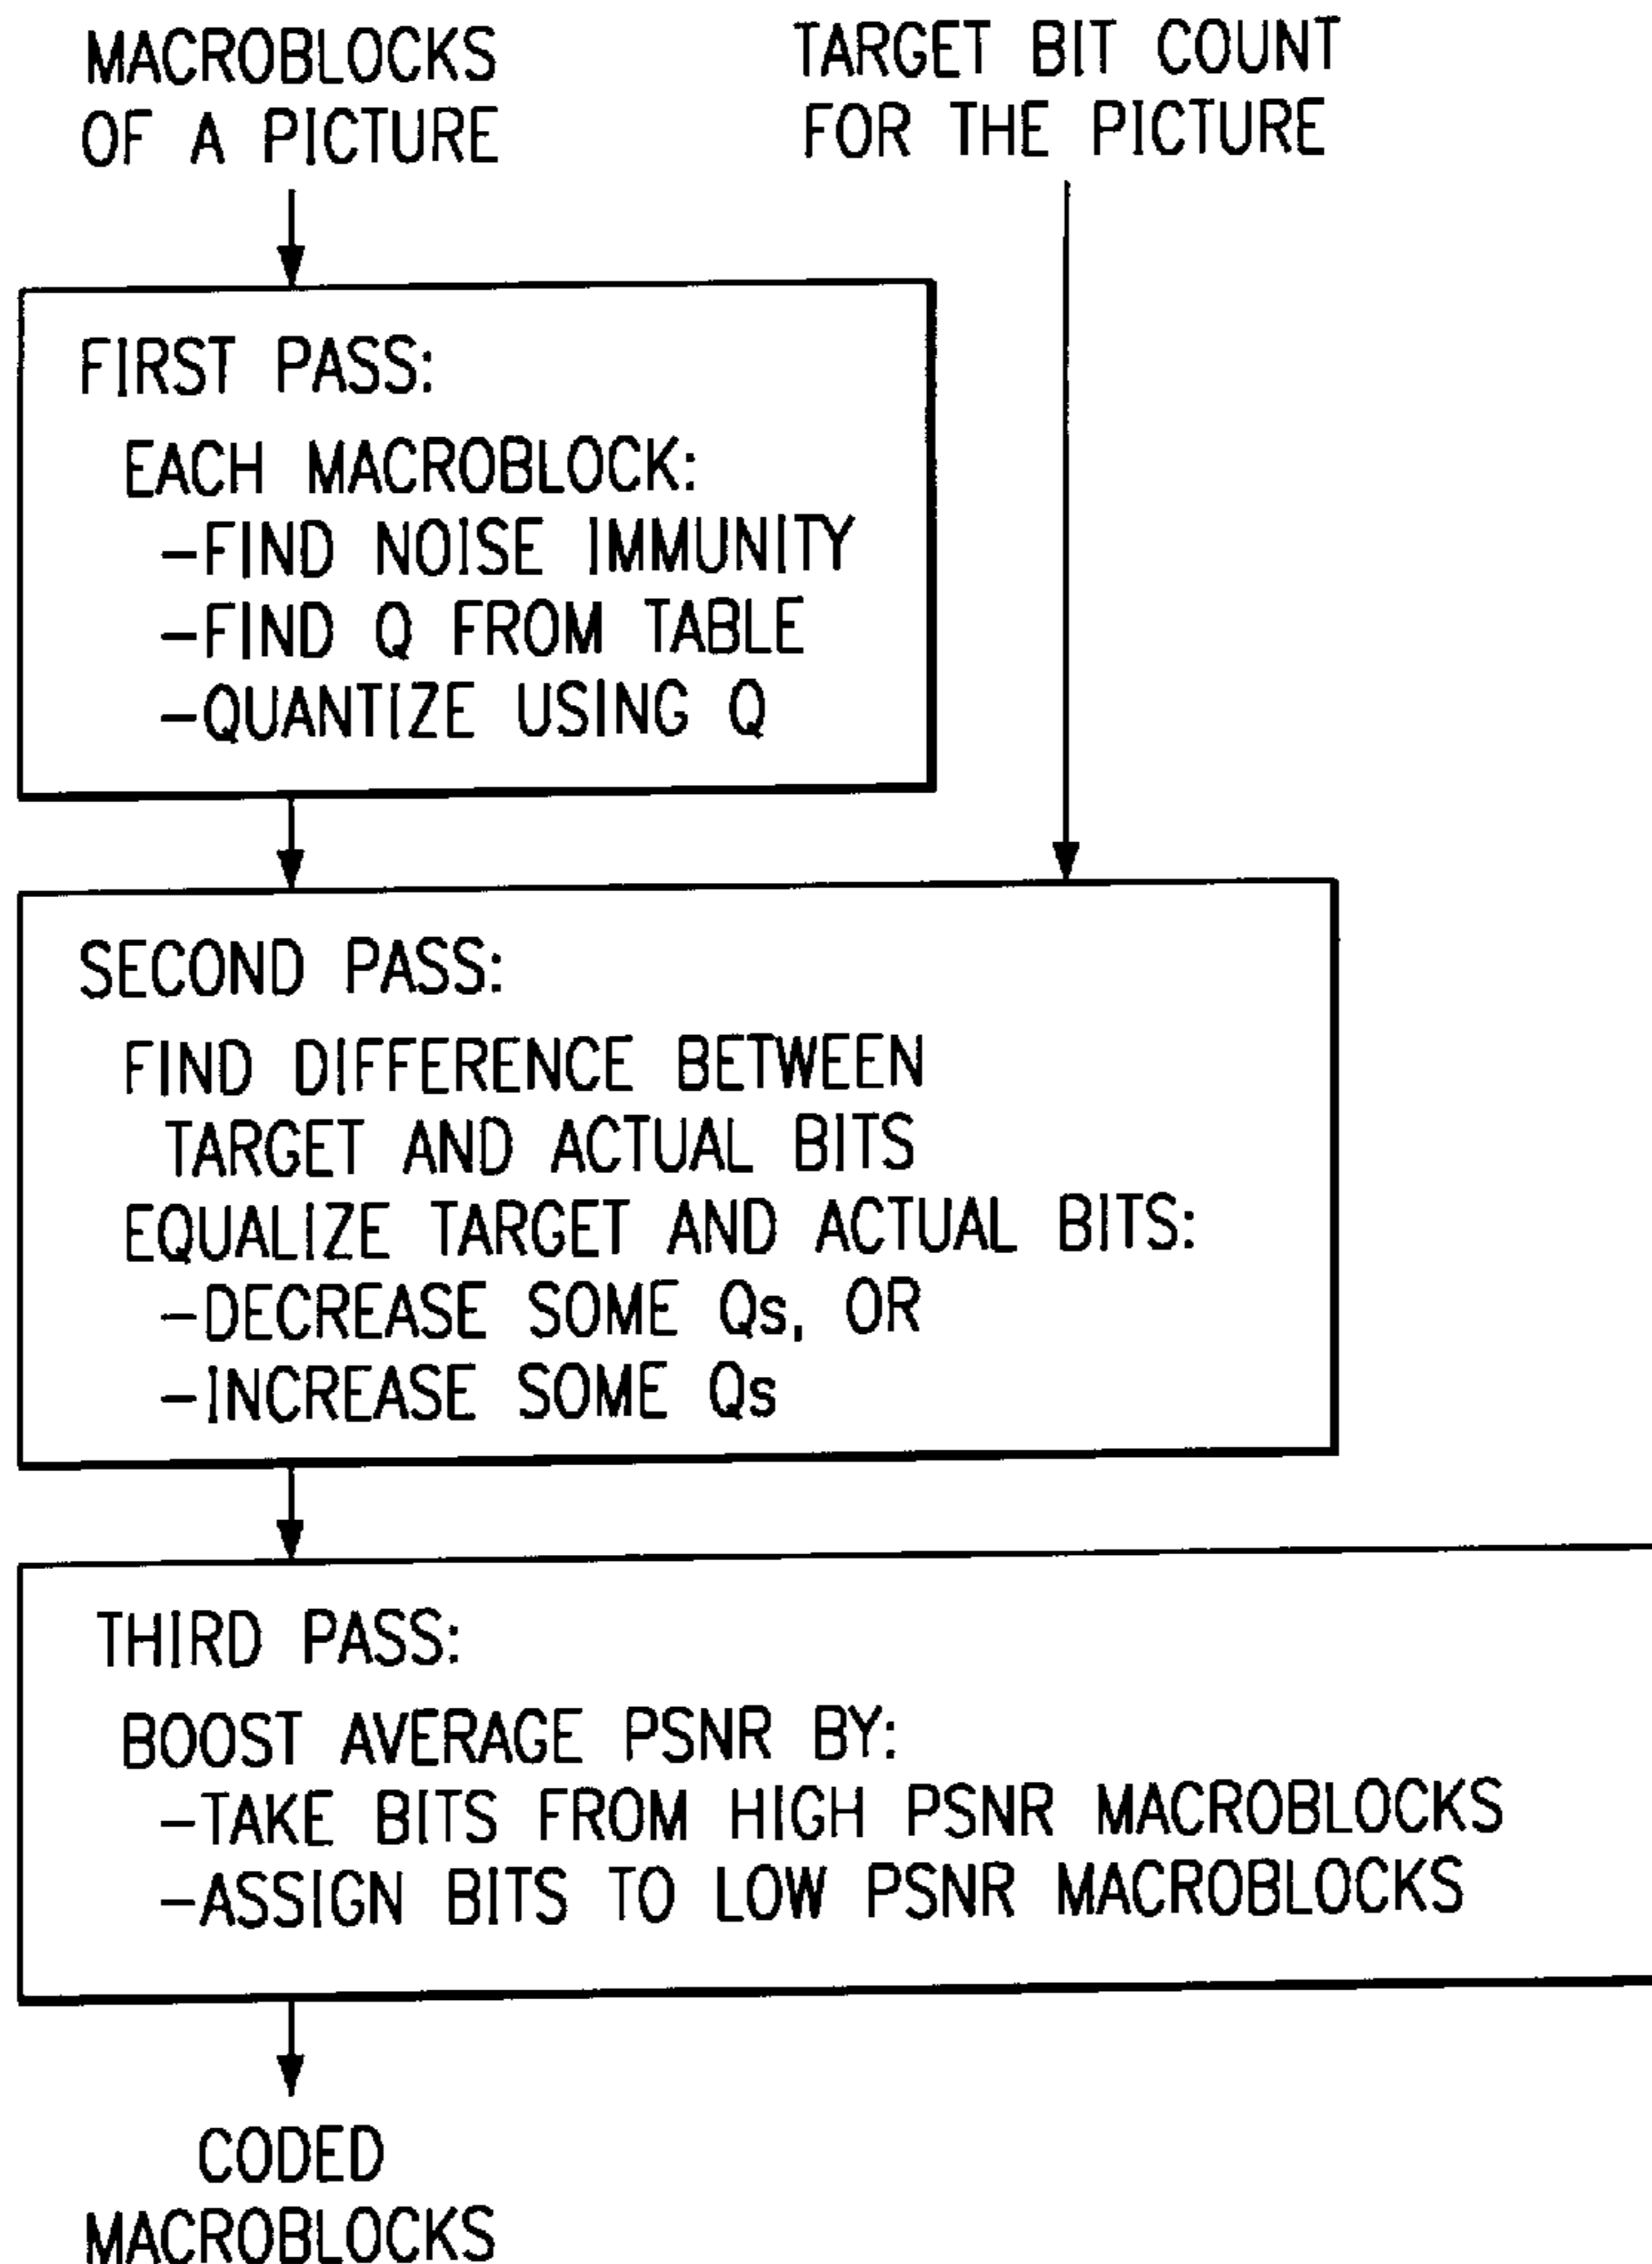 MACROBLOCKS
OF A PICTURE
TARGET BIT COUNT
FOR THE PICTURE
FIRST PASS:
EACH MACROBLOCK:
-FIND NOISE IMMUNITY
-FIND Q FROM TABLE
-QUANTIZE USING Q
SECOND PASS:
FIND DIFFERENCE BETWEEN
TARGET AND ACTUAL BITS
EQUALIZE TARGET AND ACTUAL BITS:
-DECREASE SOME Qs, OR
-INCREASE SOME Qs
THIRD PASS:
BOOST AVERAGE PSNR BY:
-TAKE BITS FROM HIGH PSNR MACROBLOCKS
-ASSIGN BITS TO LOW PSNR MACROBLOCKS
CODED
MACROBLOCKS